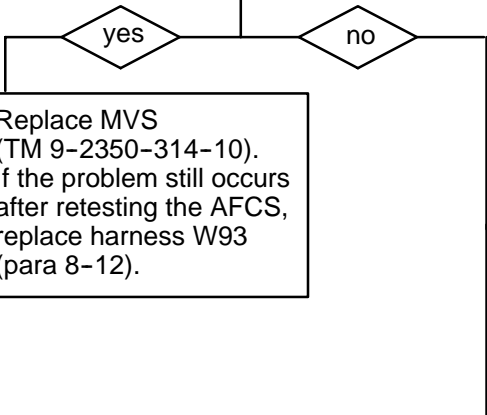 yes
no
Replace MVS
(TM 9-2350-314-10).
If the problem still occurs
after retesting the AFCS,
replace harness W93
(para 8-12).